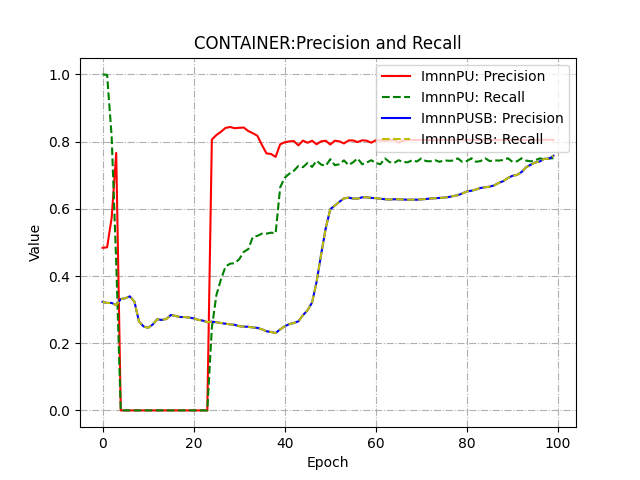 CONTAINER:Precision and Recall
1.0
0.8
0.6
0.4
0.2
0.0
Value
0 20 40 60 80 100
Epoch
ImnnPU: Precision
ImnnPU: Recall
ImnnPUSB: Precision
ImnnPUSB: Recall